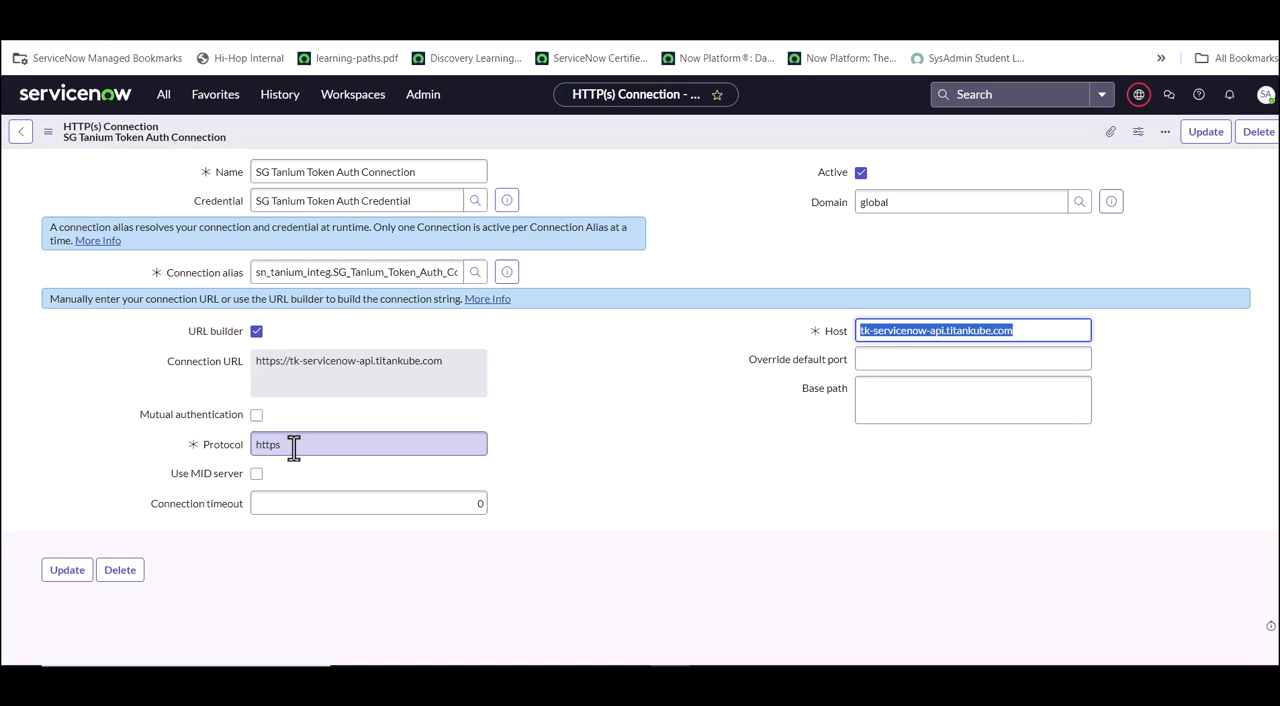 ServiceNow Managed Bookmarks
Hi-Hop Internal
learning-paths.pdf
Discovery Learning...
ServiceNow Certifie...
Now Platform®: Da...
Now Platform: The...
SysAdmin Student L...
»
All Bookmarks
servicenow
All
Favorites
History
Workspaces
Admin
HTTP(s) Connection - ...
Search
SA
HTTP(s) Connection
SG Tanium Token Auth Connection
Update
Delete
Name
SG Tanium Token Auth Connection
Active
Credential
SG Tanium Token Auth Credential
Domain
global
A connection alias resolves your connection and credential at runtime. Only one Connection is active per Connection Alias at a
time. More Info
Connection alias
sn_tanium_integ.SG_Tanium_Token_Auth_Cc
Manually enter your connection URL or use the URL builder to build the connection string. More Info
URL builder
Host
tk-servicenow-api.titankube.com
Connection URL
https://tk-servicenow-api.titankube.com
Override default port
Base path
Mutual authentication
Protocol
https
Use MID server
Connection timeout
0
Update
Delete